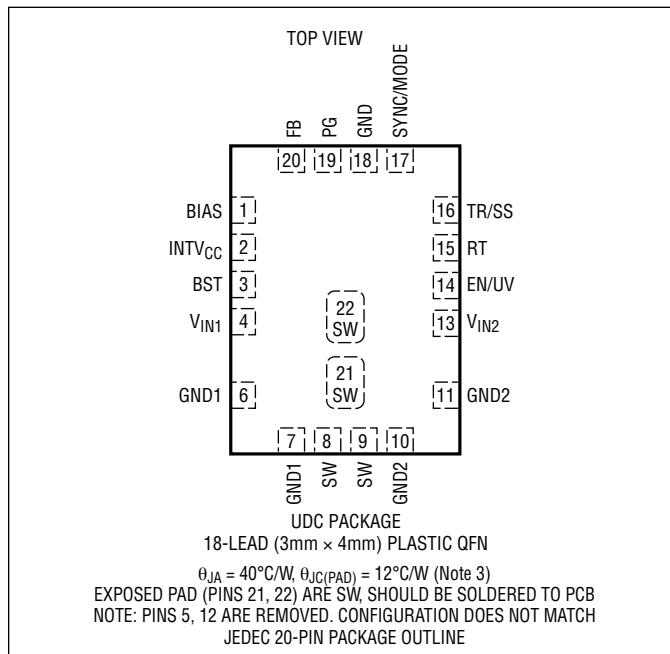 TOP VIEW
FB
PG
GND
SYNC/MODE
20 19 18 17
BIAS 1
16 TR/SS
INTVCC 2
15 RT
BST 3
14 EN/UV
VIN1 4
13 VIN2
22
SW
21
SW
GND1 6
11 GND2
7 8 9 10
GND1
SW
SW
GND2
UDC PACKAGE
18-LEAD (3mm × 4mm) PLASTIC QFN
θJA = 40°C/W, θJC(PAD) = 12°C/W (Note 3)
EXPOSED PAD (PINS 21, 22) ARE SW, SHOULD BE SOLDERED TO PCB
NOTE: PINS 5, 12 ARE REMOVED. CONFIGURATION DOES NOT MATCH
JEDEC 20-PIN PACKAGE OUTLINE